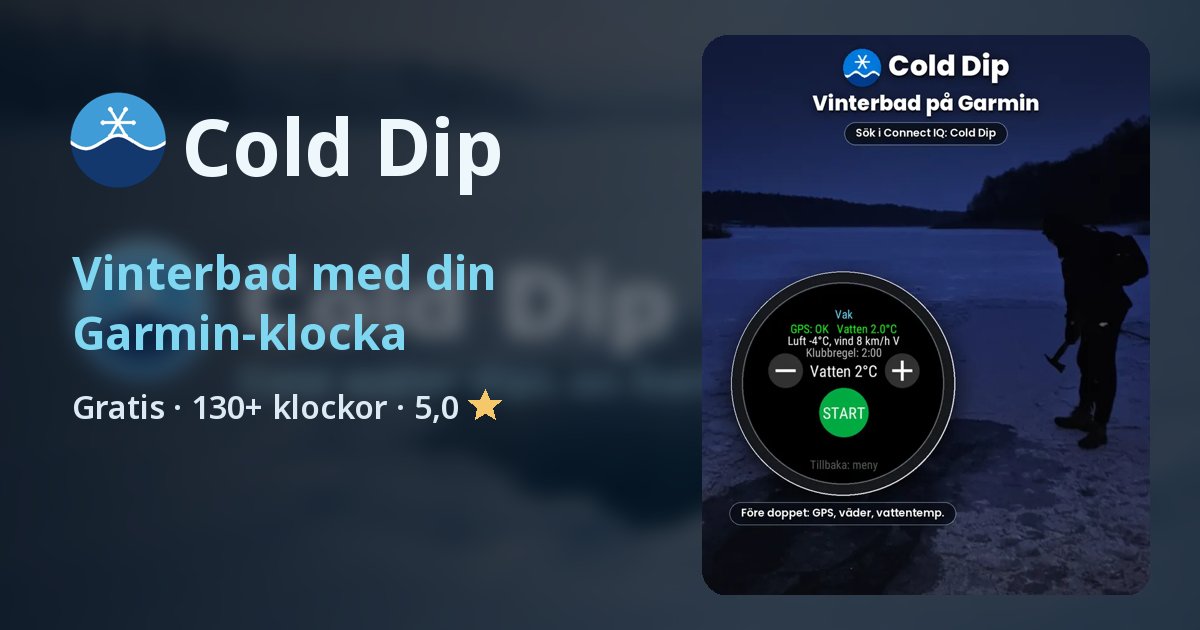 Cold Dip
Vinterbad med din
Garmin-klocka
Gratis · 130+ klockor · 5,0
Cold Dip
Vinterbad på Garmin
Sök i Connect IQ: Cold Dip
Vak
GPS: OK Vatten 2.0°C
Luft -4°C, vind 8 km/h V
Klubbregel: 2:00
Vatten 2°C
START
Tillbaka: meny
Före doppet: GPS, väder, vattentemp.